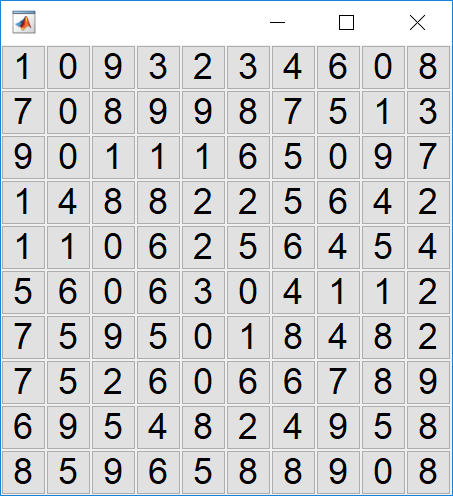 1 0 9 3 2 3 4 6 0 8
7 0 8 9 9 8 7 5 1 3
9 0 1 1 1 6 5 0 9 7
1 4 8 8 2 2 5 6 4 2
1 1 0 6 2 5 6 4 5 4
5 6 0 6 3 0 4 1 1 2
7 5 9 5 0 1 8 4 8 2
7 5 2 6 0 6 6 7 8 9
6 9 5 4 8 2 4 9 5 8
8 5 9 6 5 8 8 9 0 8